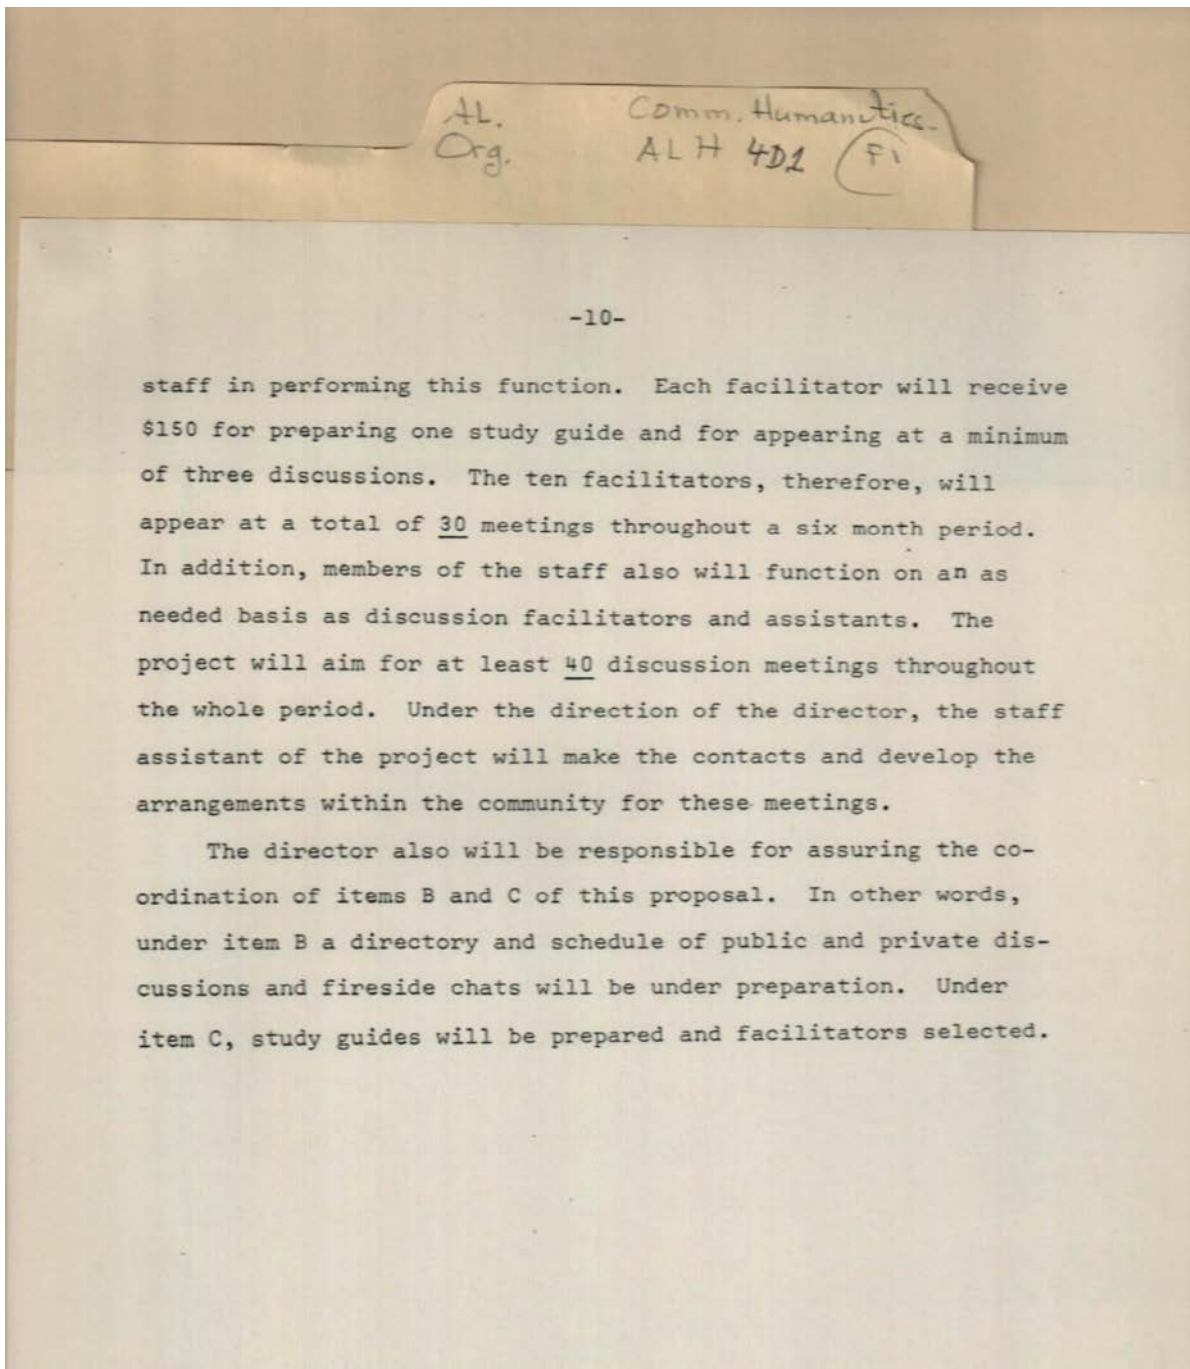 AL. Comm. Humanities.
Org. ALH 4D1 Fi
-10-
staff in performing this function. Each facilitator will receive
$150 for preparing one study guide and for appearing at a minimum
of three discussions. The ten facilitators, therefore, will
appear at a total of 30 meetings throughout a six month period.
In addition, members of the staff also will function on an as
needed basis as discussion facilitators and assistants. The
project will aim for at least 40 discussion meetings throughout
the whole period. Under the direction of the director, the staff
assistant of the project will make the contacts and develop the
arrangements within the community for these meetings.
The director also will be responsible for assuring the co-
ordination of items B and C of this proposal. In other words,
under item B a directory and schedule of public and private dis-
cussions and fireside chats will be under preparation. Under
item C, study guides will be prepared and facilitators selected.